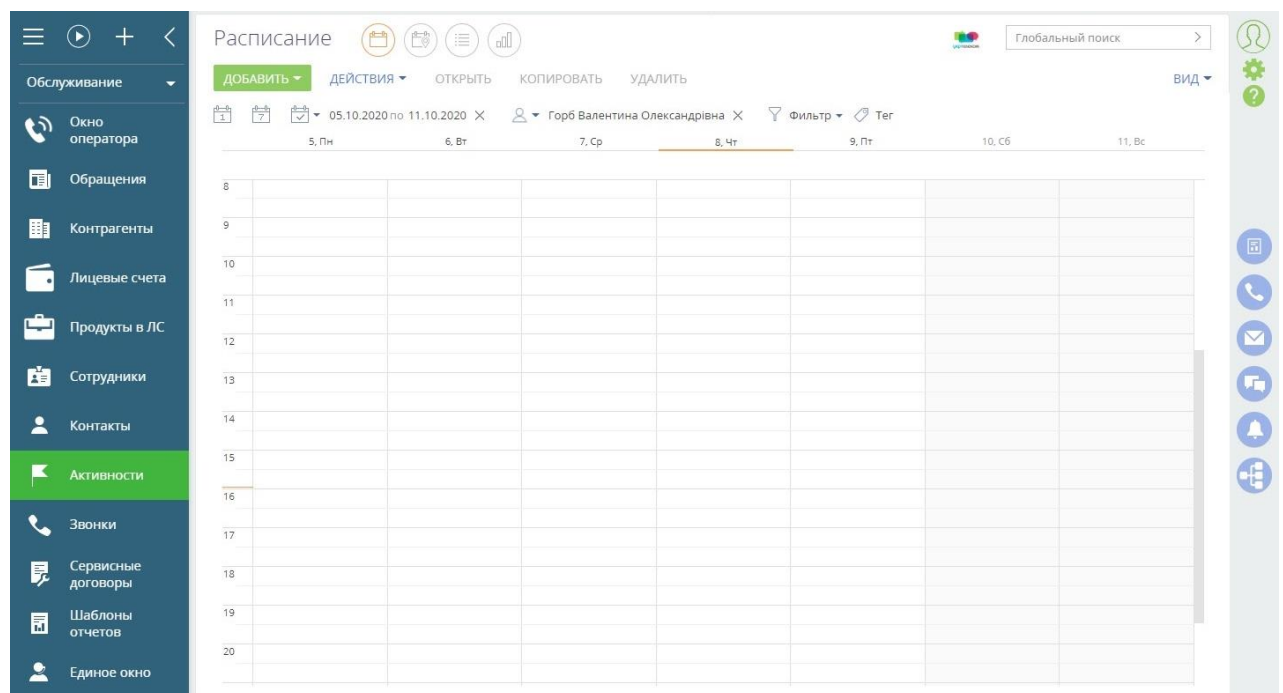 Расписание
Глобальный поиск
Обслуживание
ДОБАВИТЬ ДЕЙСТВИЯ ОТКРЫТЬ КОПИРОВАТЬ УДАЛИТЬ ВИД
1 7 05.10.2020 по 11.10.2020 Горб Валентина Олександрівна Фильтр Тег
5, Пн 6, Вт 7, Ср 8, Чт 9, Пт 10, Сб 11, Вс
Окно
оператора
Обращения
Контрагенты
Лицевые счета
Продукты в ЛС
Сотрудники
Контакты
Активности
Звонки
Сервисные
договоры
Шаблоны
отчетов
Единое окно
8
9
10
11
12
13
14
15
16
17
18
19
20